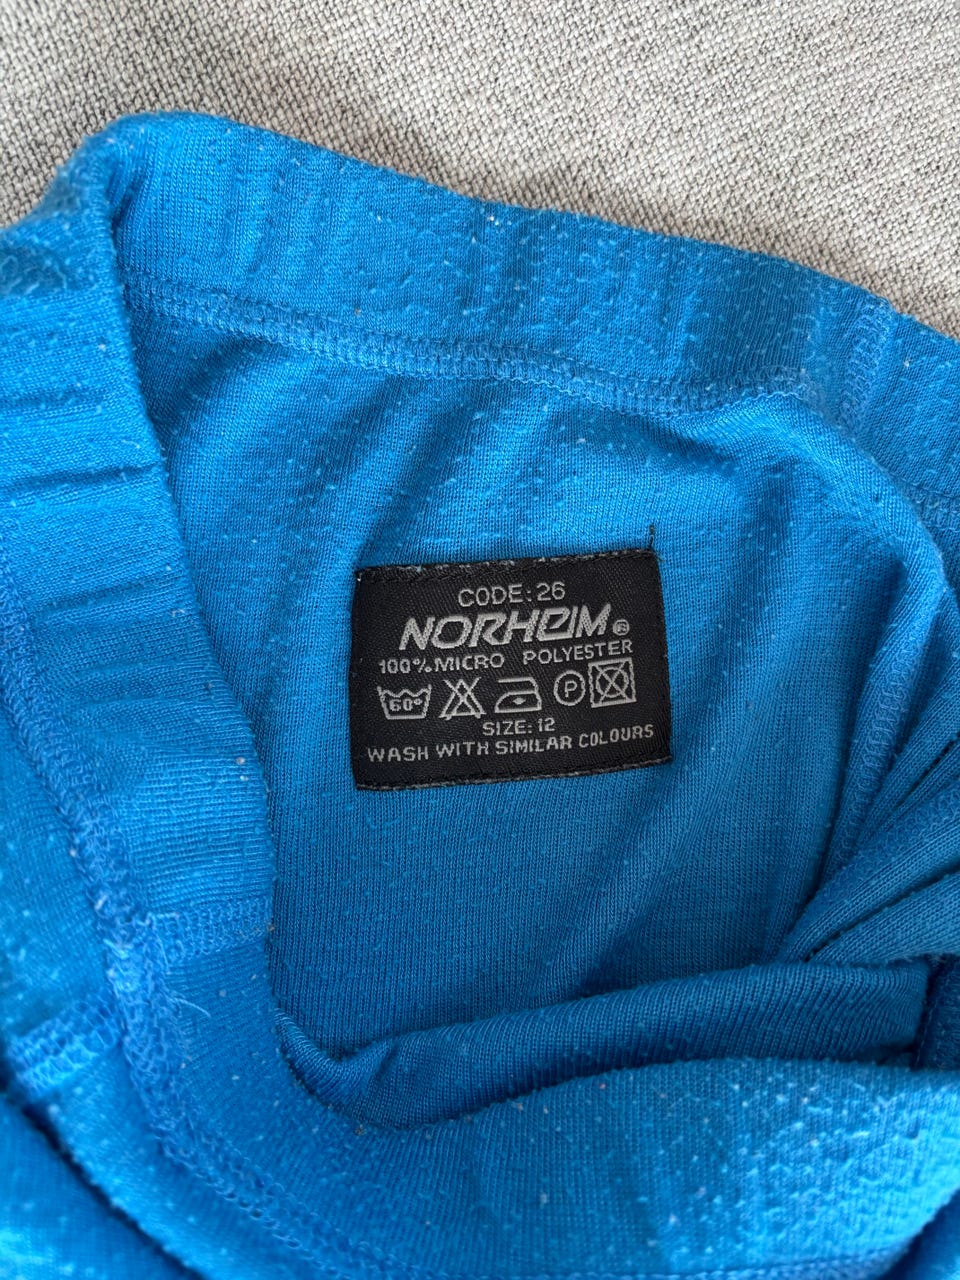 CODE: 26
NORHEIM®
100% MICRO POLYESTER
60° P
SIZE: 12
WASH WITH SIMILAR COLOURS